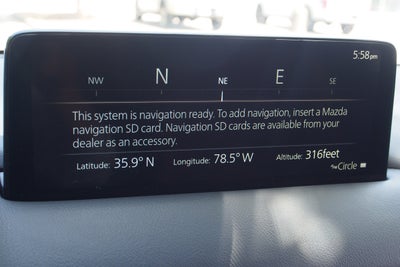 5:58pm
NW N NE E SE
This system is navigation ready. To add navigation, insert a Mazda
navigation SD card. Navigation SD cards are available from your
dealer as an accessory.
Latitude: 35.9° N Longitude: 78.5° W Altitude: 316feet
Circle